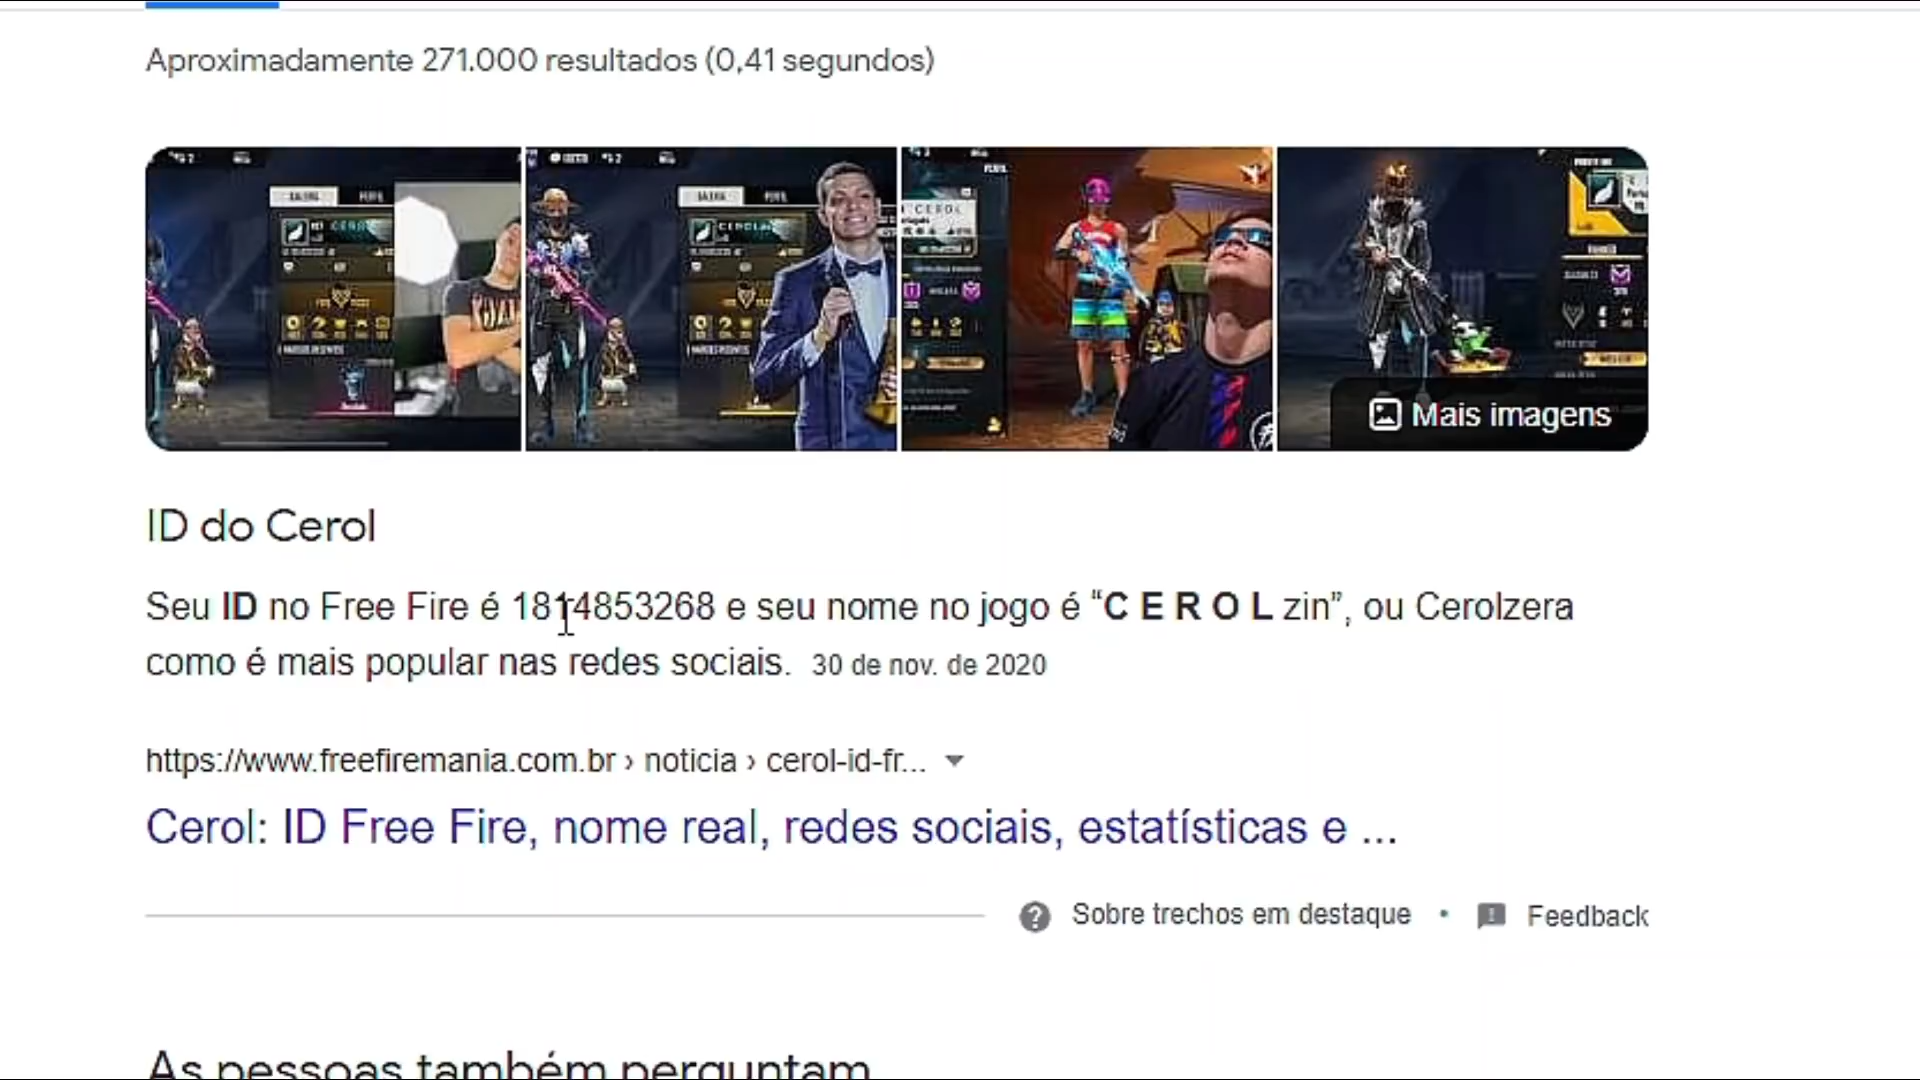 Aproximadamente 271.000 resultados (0,41 segundos)
Mais imagens
ID do Cerol
Seu ID no Free Fire é 1814853268 e seu nome no jogo é “C E R O L zin”, ou Cerolzera
como é mais popular nas redes sociais. 30 de nov. de 2020
https://www.freefiremania.com.br › noticia › cerol-id-fr...
Cerol: ID Free Fire, nome real, redes sociais, estatísticas e ...
Sobre trechos em destaque • Feedback
As pessoas também perguntam